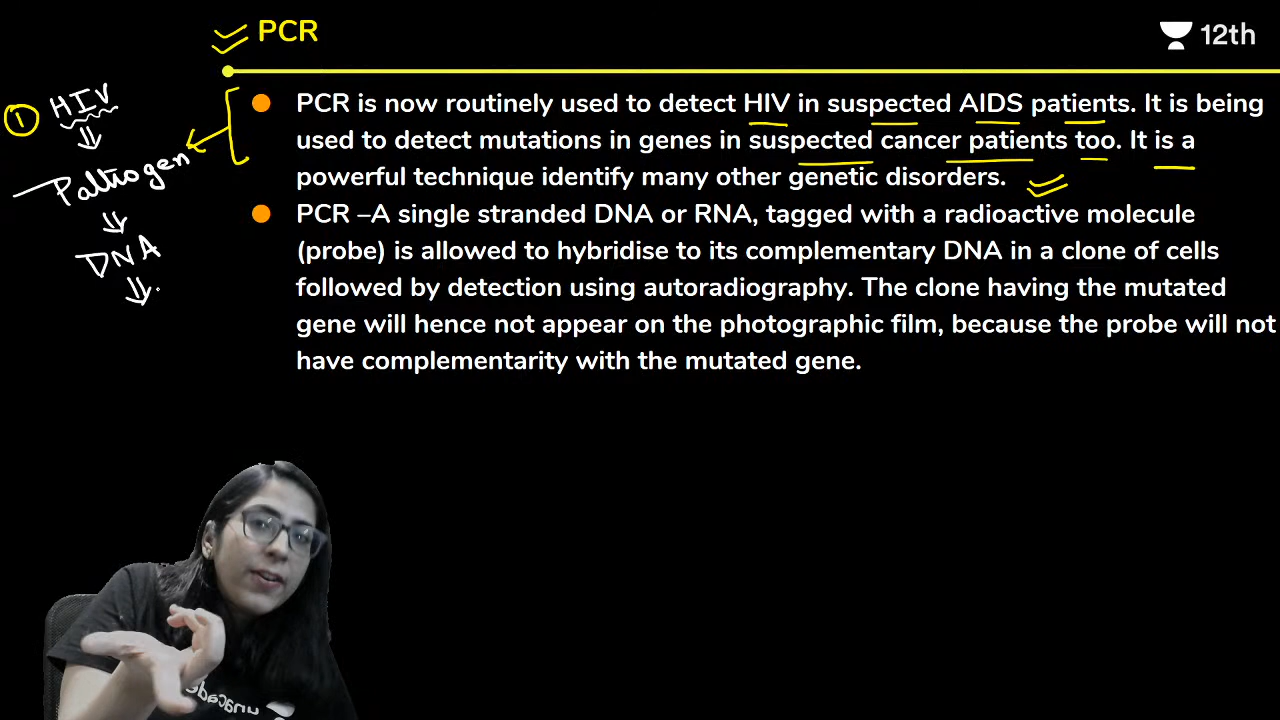 PCR
12th
① HIV
Pathogen
DNA
PCR is now routinely used to detect HIV in suspected AIDS patients. It is being
used to detect mutations in genes in suspected cancer patients too. It is a
powerful technique identify many other genetic disorders.
PCR –A single stranded DNA or RNA, tagged with a radioactive molecule
(probe) is allowed to hybridise to its complementary DNA in a clone of cells
followed by detection using autoradiography. The clone having the mutated
gene will hence not appear on the photographic film, because the probe will not
have complementarity with the mutated gene.